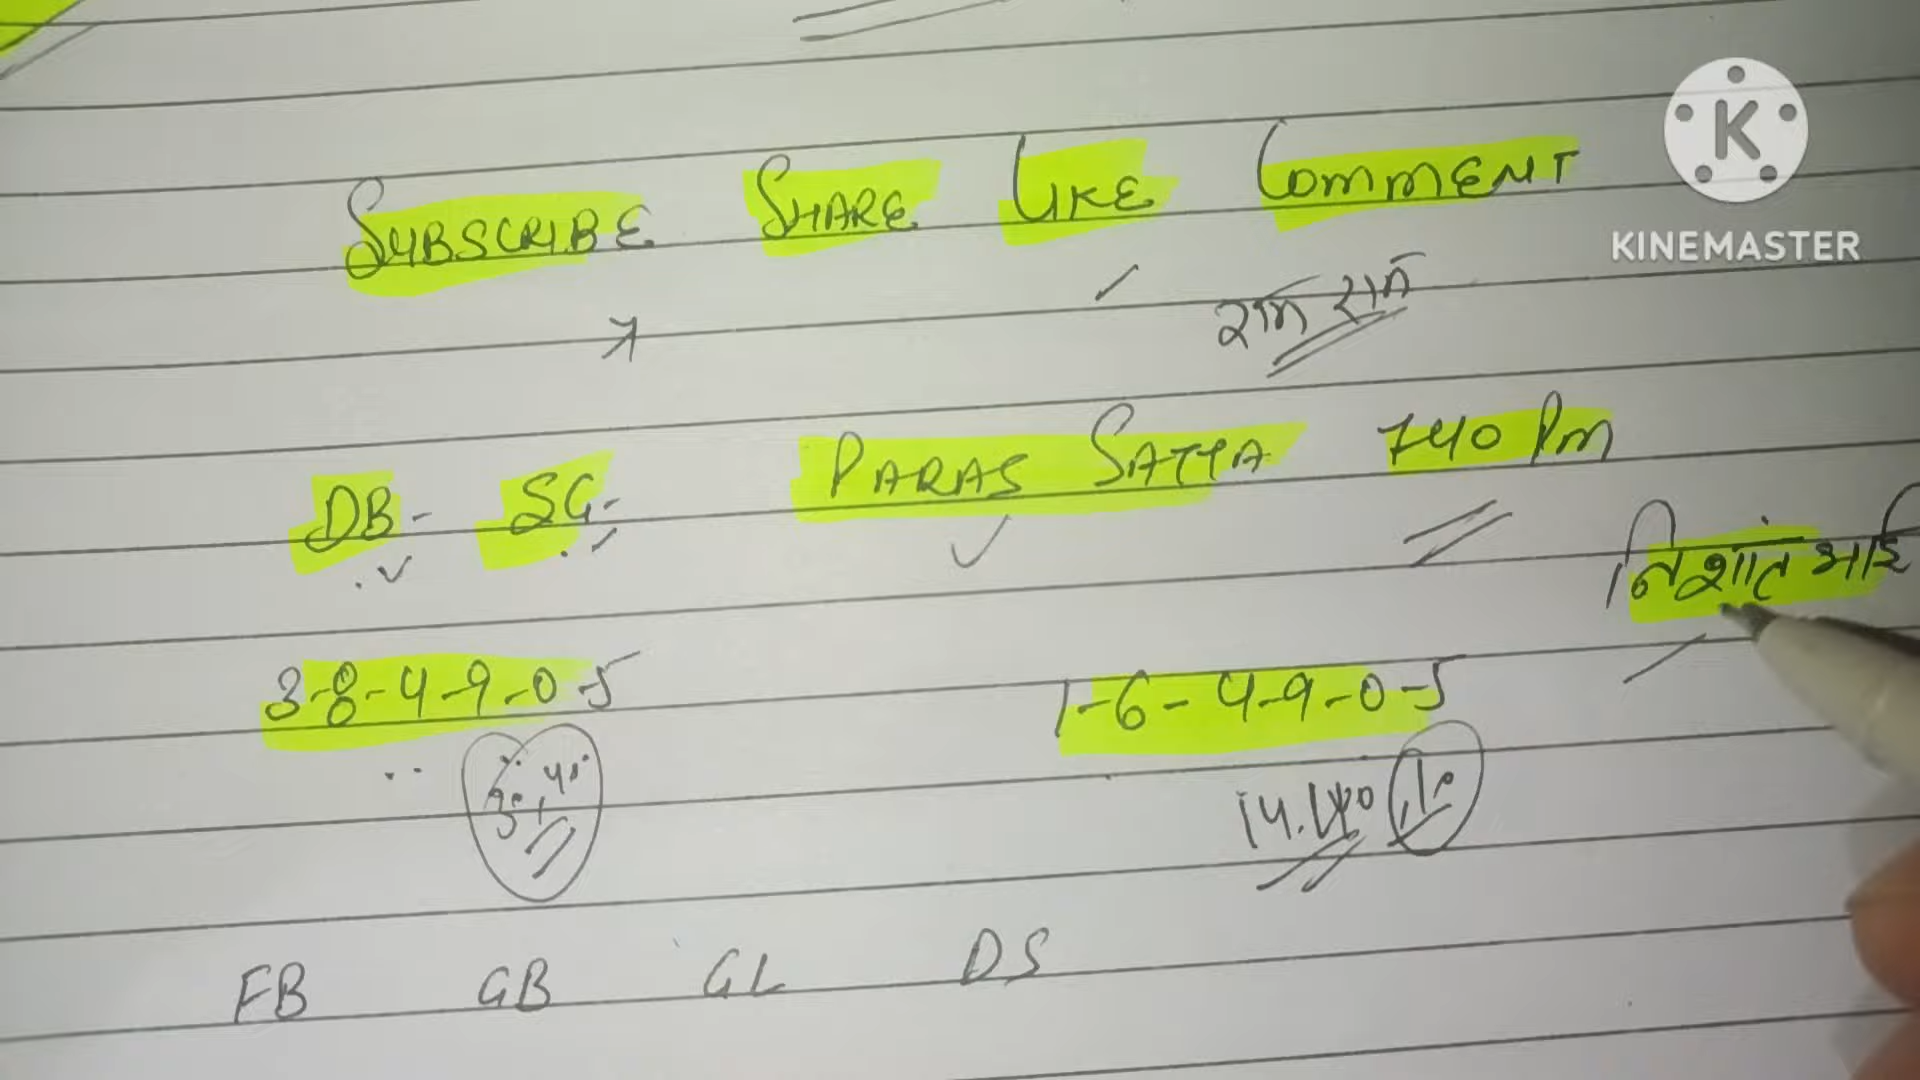 SUBSCRIBE SHARE LIKE COMMENT
KINEMASTER
राम राम
DB- SG- PARAS SATTA 740 Pm
निशांत भाई
3-8-4-9-0-5 1-6-4-9-0-5
14.
FB GB GL DS